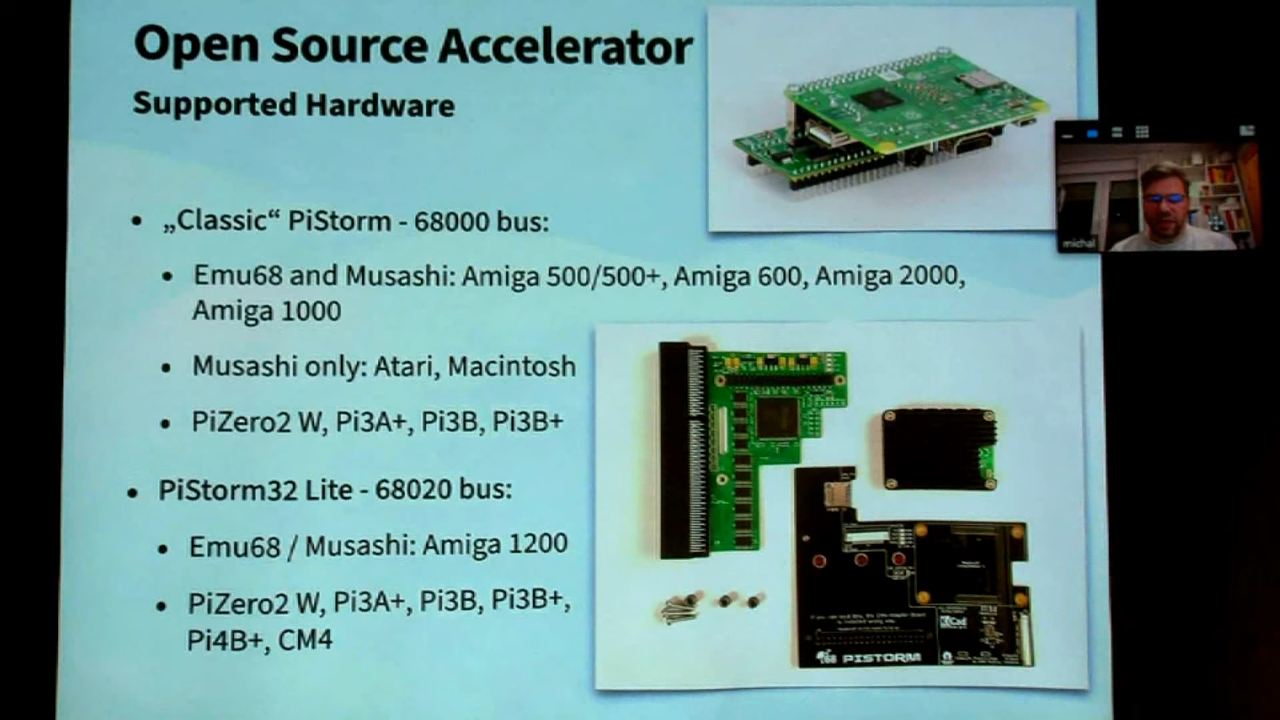 Open Source Accelerator
Supported Hardware
• „Classic“ PiStorm - 68000 bus:
• Emu68 and Musashi: Amiga 500/500+, Amiga 600, Amiga 2000,
Amiga 1000
• Musashi only: Atari, Macintosh
• PiZero2 W, Pi3A+, Pi3B, Pi3B+
• PiStorm32 Lite - 68020 bus:
• Emu68 / Musashi: Amiga 1200
• PiZero2 W, Pi3A+, Pi3B, Pi3B+,
Pi4B+, CM4
michal
KiCad
PISTORM